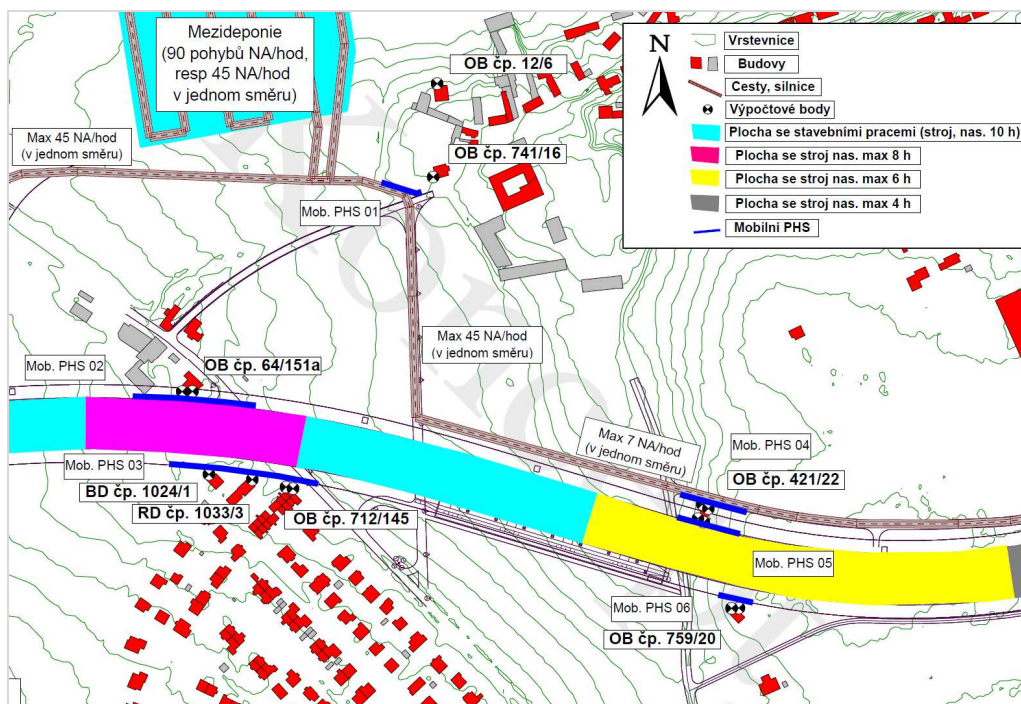 Mezideponie
(90 pohybů NA/hod,
resp 45 NA/hod
v jednom směru)
OB čp. 12/6
N
Vrstevnice
Budovy
Cesty, silnice
Výpočtové body
Plocha se stavebními pracemi (stroj, nas. 10 h)
Plocha se stroj nas. max 8 h
Plocha se stroj nas. max 6 h
Plocha se stroj nas. max 4 h
Mobilní PHS
Max 45 NA/hod
(v jednom směru)
OB čp. 741/16
Mob. PHS 01
Max 45 NA/hod
(v jednom směru)
Mob. PHS 02
OB čp. 64/151a
Max 7 NA/hod
(v jednom směru)
Mob. PHS 04
OB čp. 421/22
Mob. PHS 03
BD čp. 1024/1
RD čp. 1033/3
OB čp. 712/145
Mob. PHS 05
Mob. PHS 06
OB čp. 759/20